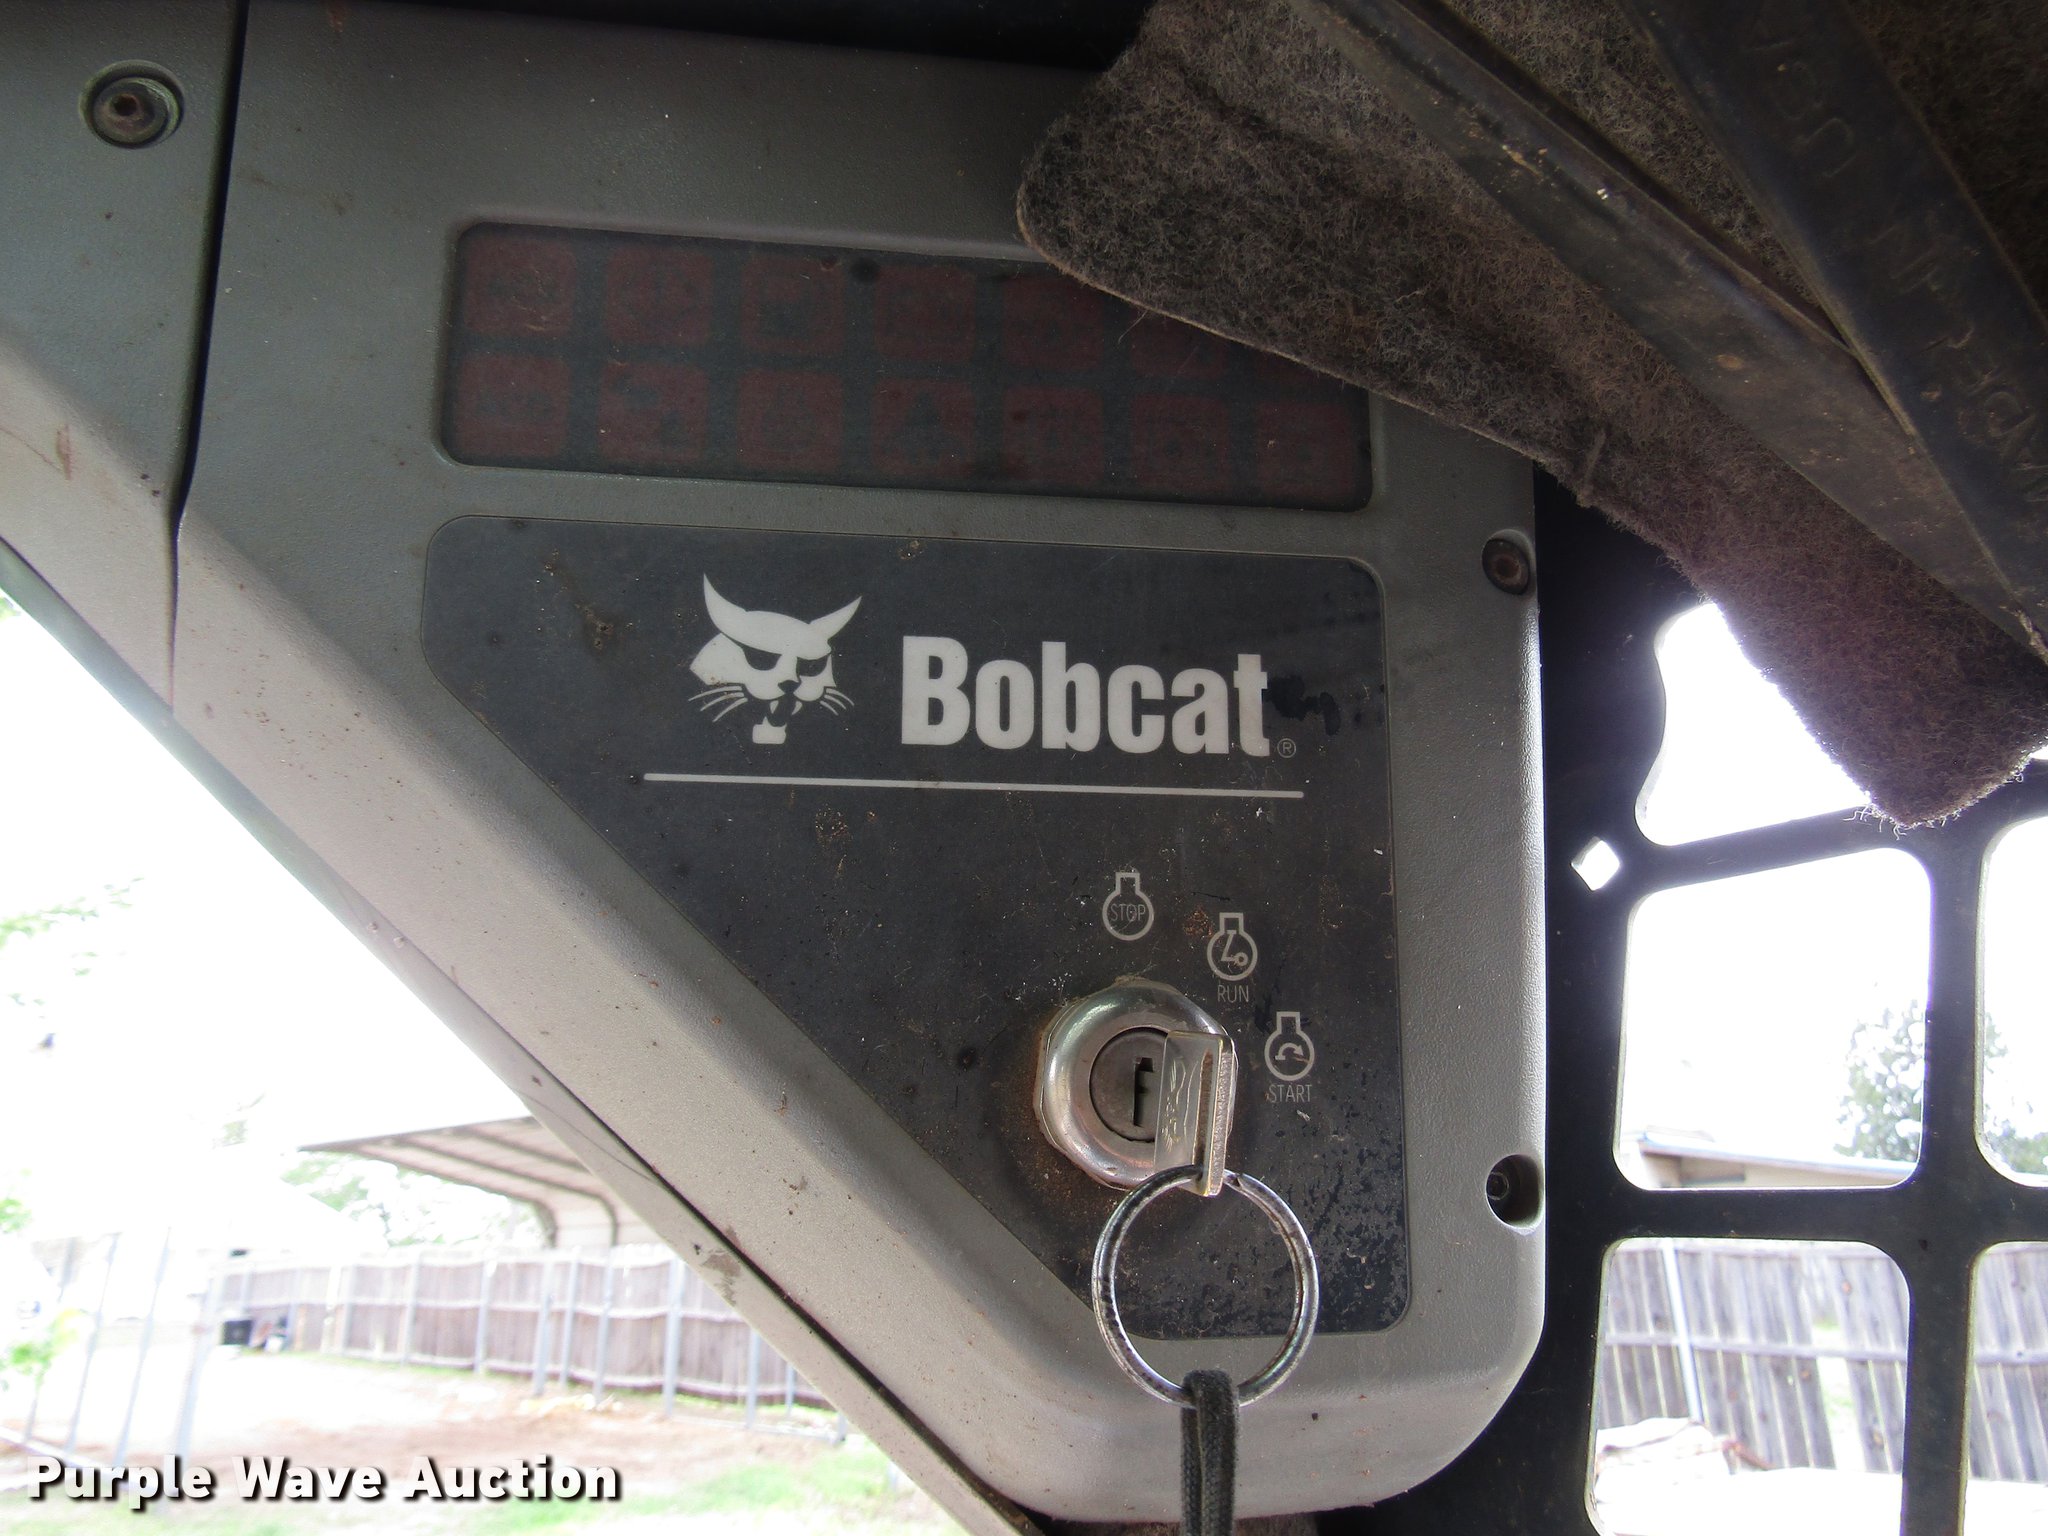 Bobcat®
STOP
RUN
START
Purple Wave Auction